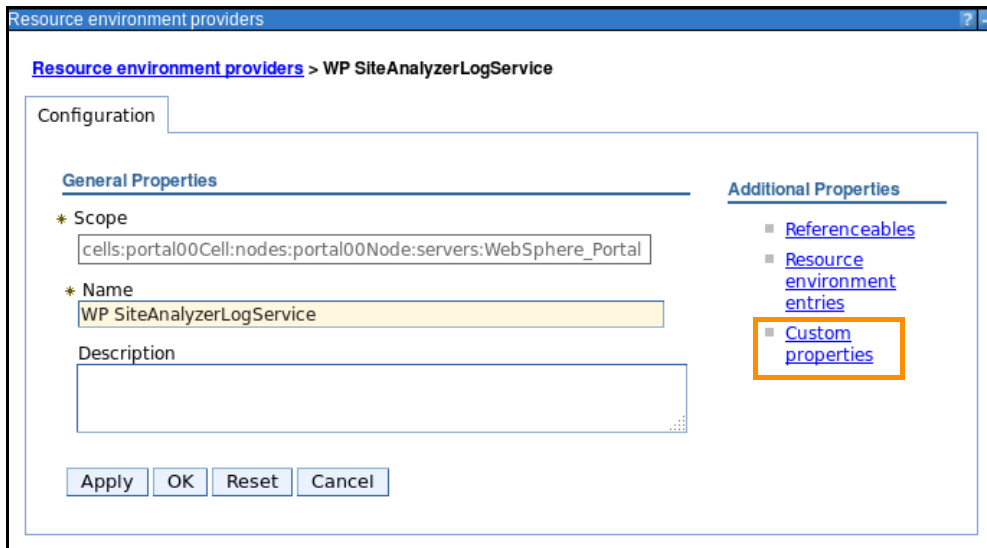 Resource environment providers
?
-
Resource environment providers > WP SiteAnalyzerLogService
Configuration
General Properties
* Scope
cells:portal00Cell:nodes:portal00Node:servers:WebSphere_Portal
* Name
WP SiteAnalyzerLogService
Description
Apply OK Reset Cancel
Additional Properties
Referenceables
Resource
environment
entries
Custom
properties